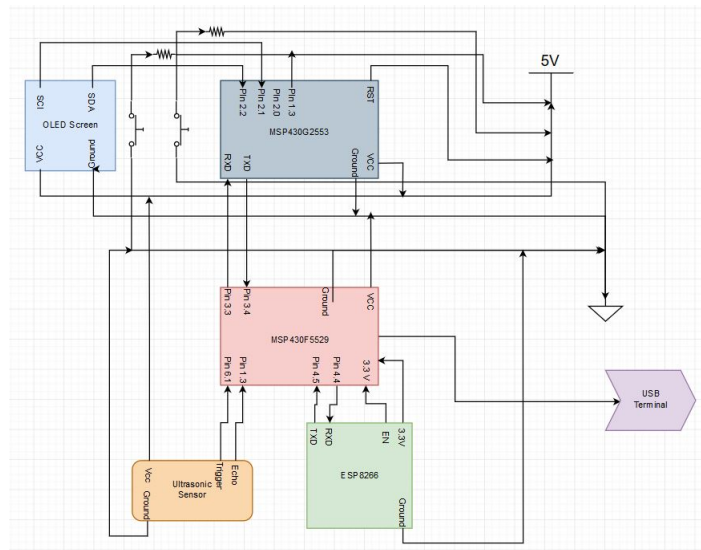 5V
SCI
SDA
OLED Screen
VCC
Ground
Pin 2.2
Pin 2.1
Pin 2.0
Pin 1.3
RST
MSP430G2553
RXD
TXD
Ground
VCC
Pin 3.3
Pin 3.4
Ground
VCC
MSP430F5529
Pin 6.1
Pin 1.3
Pin 4.5
Pin 4.4
3.3 V
USB
Terminal
TXD
RXD
EN
3.3V
ESP8266
Ground
Vcc
Trigger
Echo
Ultrasonic
Sensor
Ground